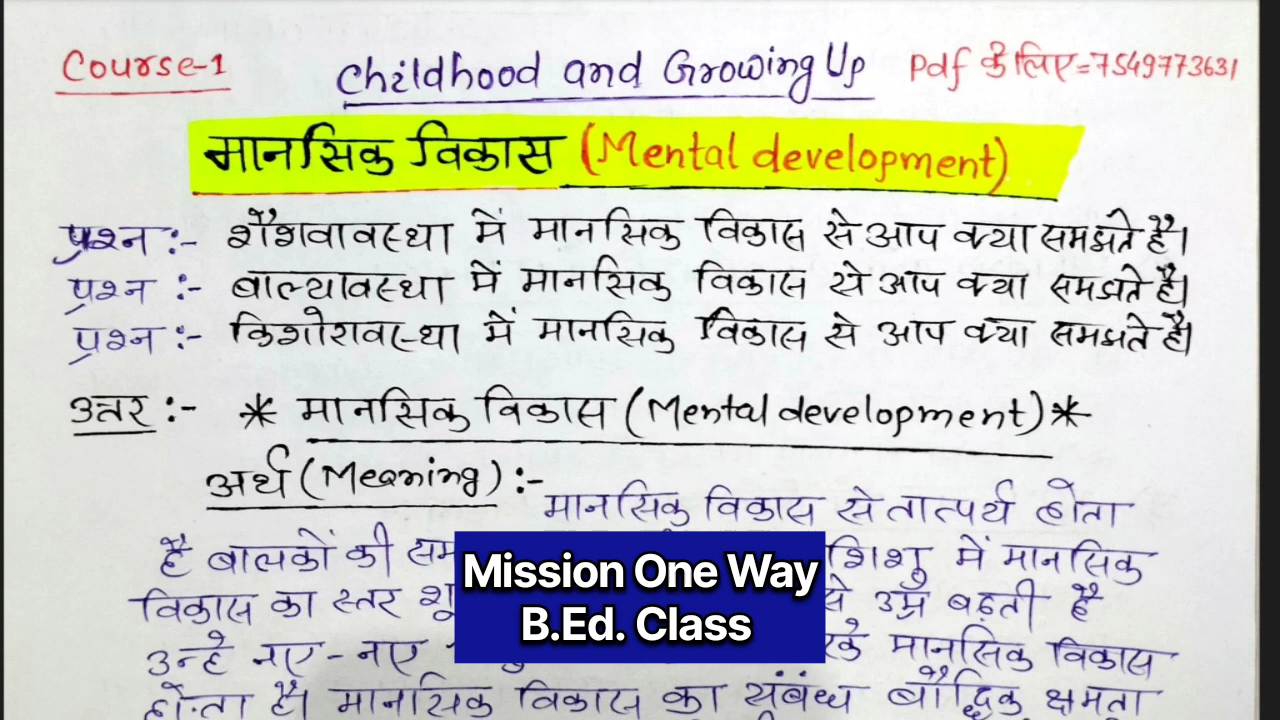 Course-1
Childhood and Growing Up
Pdf के लिए=7549773631
मानसिक विकास (Mental development)
प्रश्न :- शैशवावस्था में मानसिक विकास से आप क्या समझते है।
प्रश्न :- बाल्यावस्था में मानसिक विकास से आप क्या समझते है।
प्रश्न :- किशोरावस्था में मानसिक विकास से आप क्या समझते है।
उत्तर :- * मानसिक विकास (Mental development) *
अर्थ (Meaning) :-
मानसिक विकास से तात्पर्य होता
है बालकों की शिशु में मानसिक
विकास का स्तर से उम्र बढ़ती है
उन्हे नए-नए मानसिक विकास
होता है। मानसिक विकास का संबंध बौद्धिक क्षमता
Mission One Way
B.Ed. Class